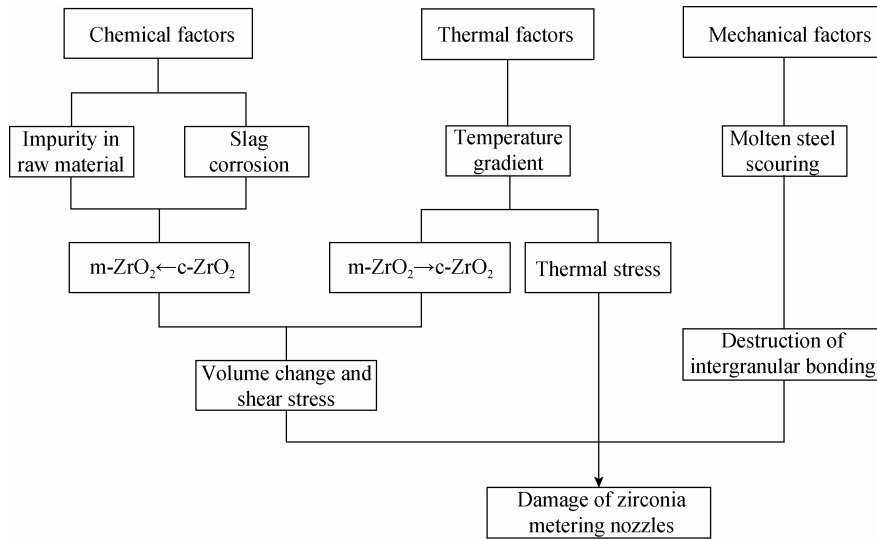 Chemical factors
Thermal factors
Mechanical factors
Impurity in
raw material
Slag
corrosion
Temperature
gradient
Molten steel
scouring
m-ZrO₂←c-ZrO₂
m-ZrO₂→c-ZrO₂
Thermal stress
Destruction of
intergranular bonding
Volume change and
shear stress
Damage of zirconia
metering nozzles